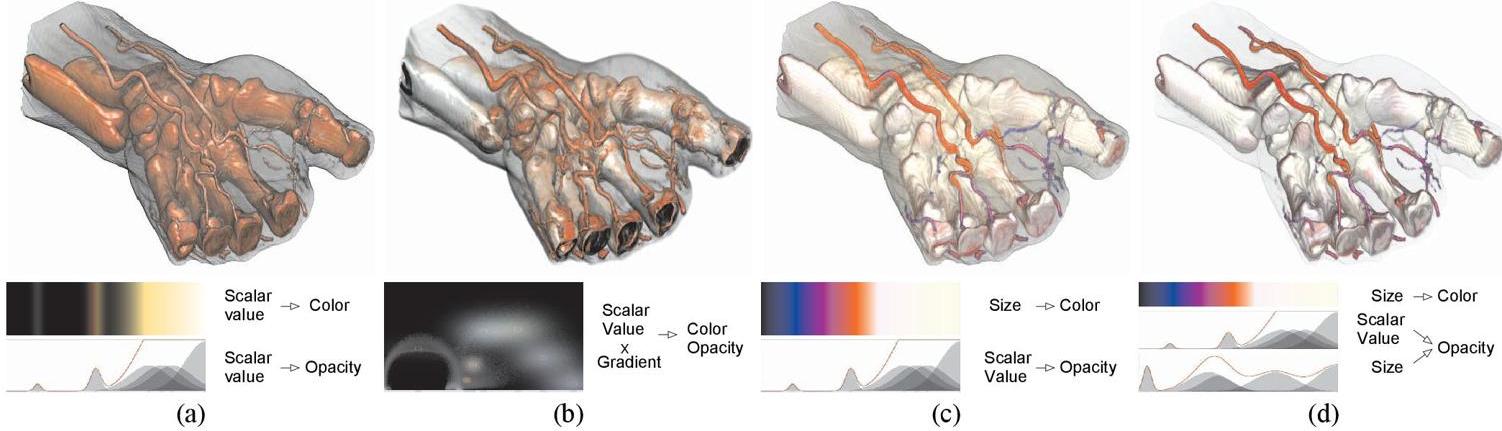 Scalar
value → Color
Scalar
value → Opacity
(a)
Scalar
Value
x
Gradient
→ Color
Opacity
(b)
Size → Color
Scalar
Value → Opacity
(c)
Size → Color
Scalar
Value
Size
Opacity
(d)